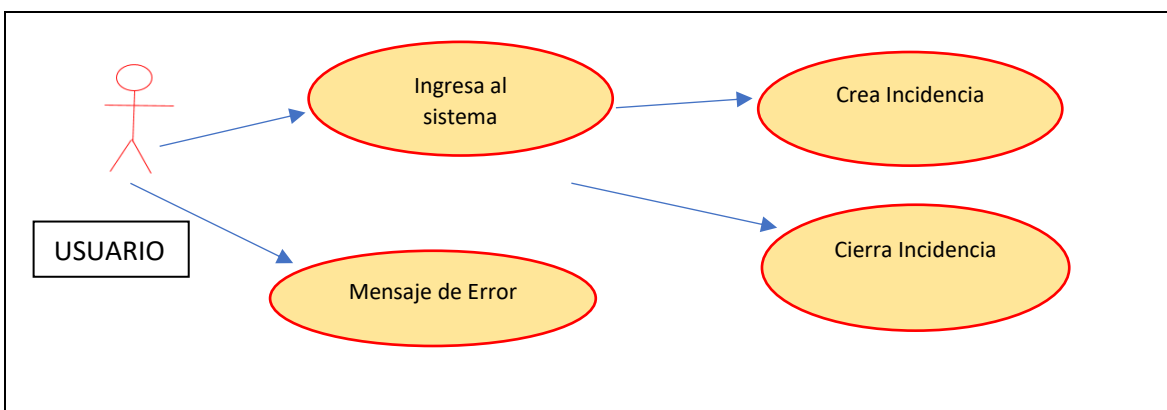 Ingresa al
sistema
Crea Incidencia
USUARIO
Mensaje de Error
Cierra Incidencia